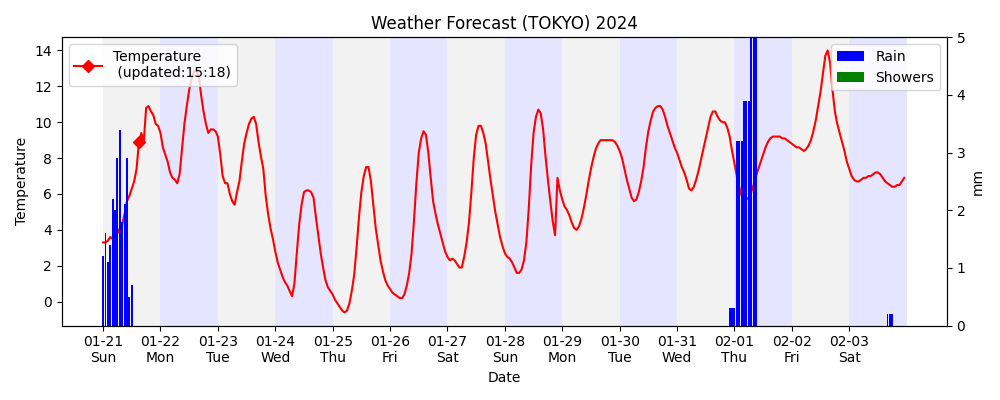 Weather Forecast (TOKYO) 2024
Temperature
(updated:15:18)
Rain
Showers
Temperature
14
12
10
8
6
4
2
0
5
4
3
2
1
0
mm
01-21 01-22 01-23 01-24 01-25 01-26 01-27 01-28 01-29 01-30 01-31 02-01 02-02 02-03
Sun Mon Tue Wed Thu Fri Sat Sun Mon Tue Wed Thu Fri Sat
Date